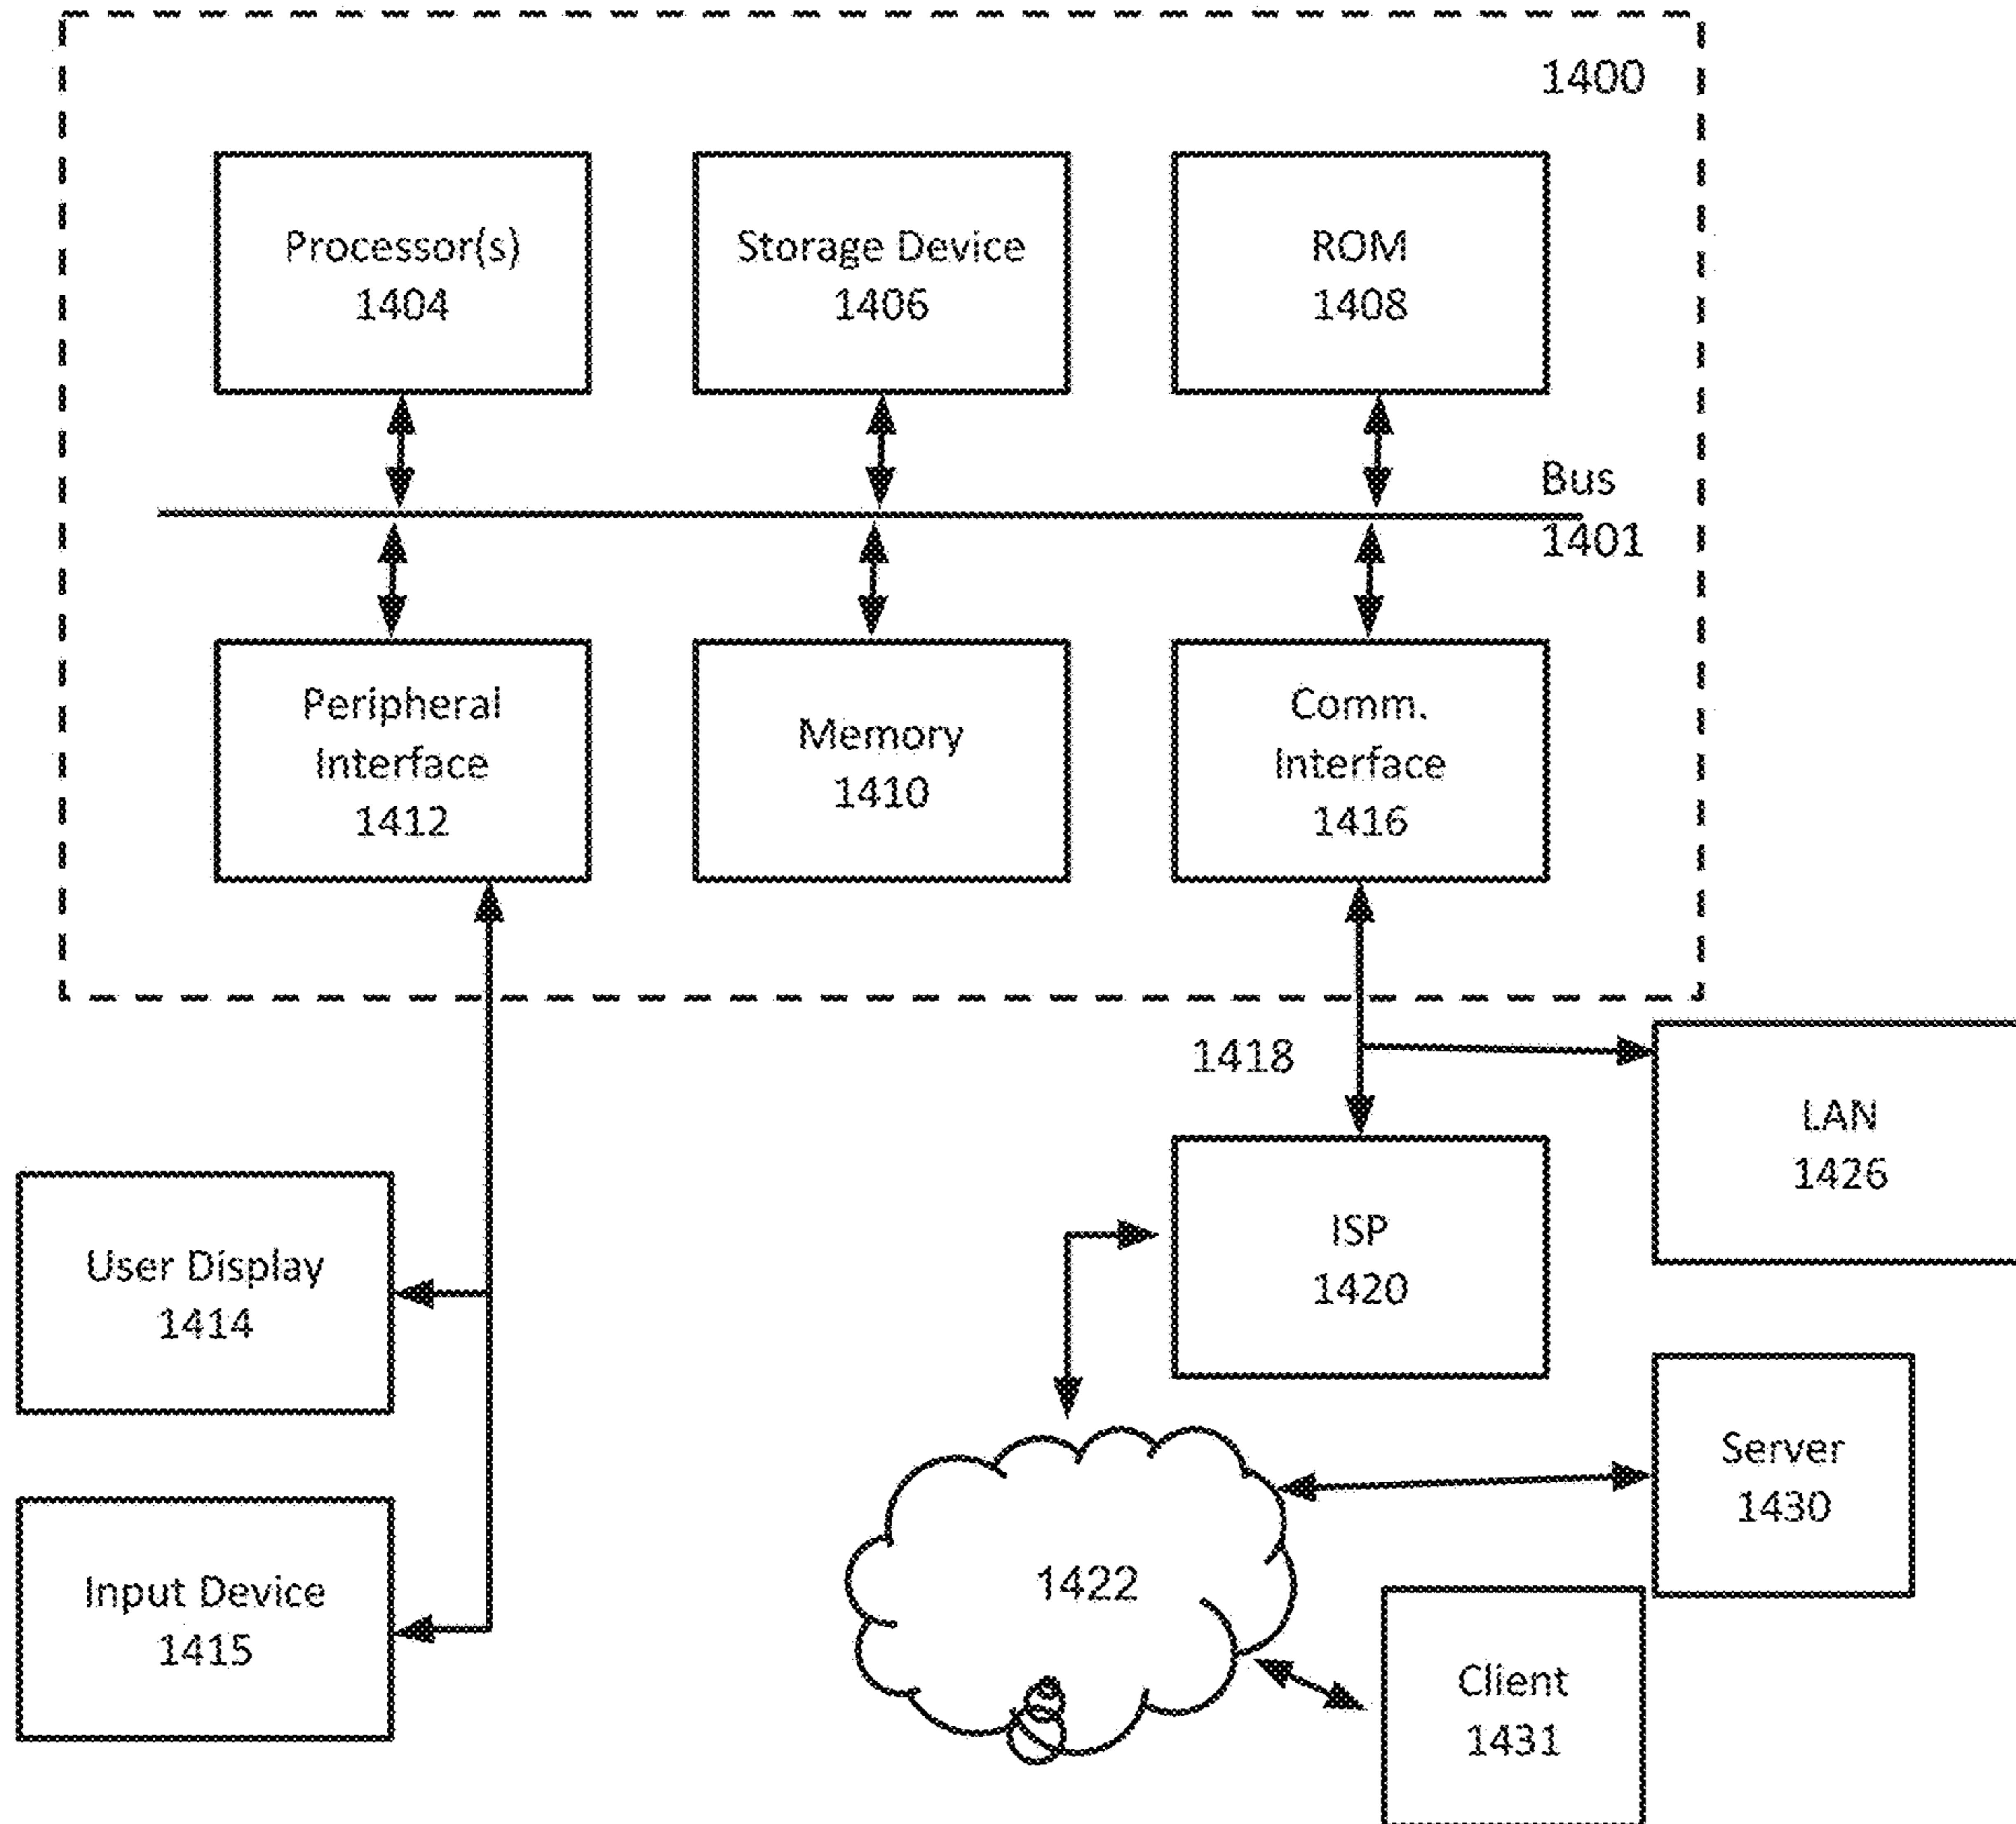 1400
Processor(s)
1404
Storage Device
1406
ROM
1408
Bus
1401
Peripheral
Interface
1412
Memory
1410
Comm.
Interface
1416
1418
LAN
1426
ISP
1420
User Display
1414
Server
1430
1422
Input Device
1415
Client
1431